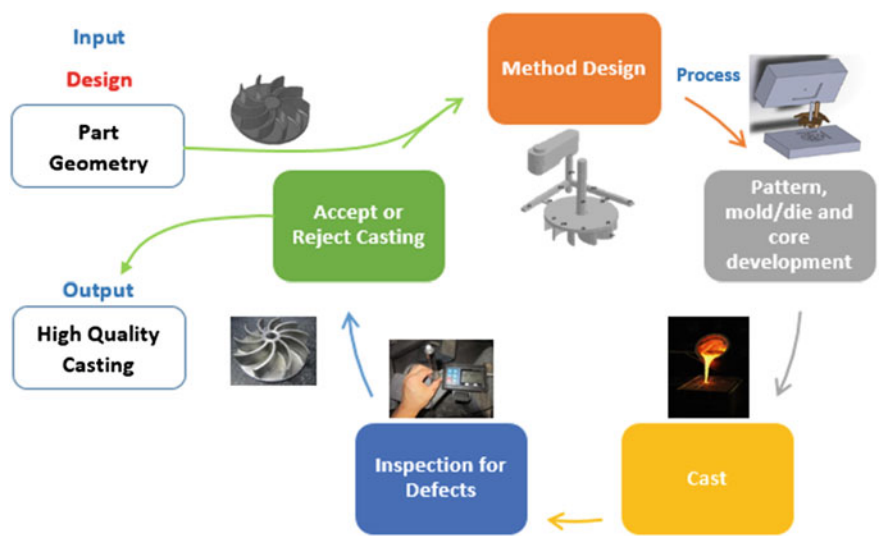 Input
Design
Part
Geometry
Method Design
Process
Pattern,
mold/die and
core
development
Accept or
Reject Casting
Output
High Quality
Casting
Inspection for
Defects
Cast